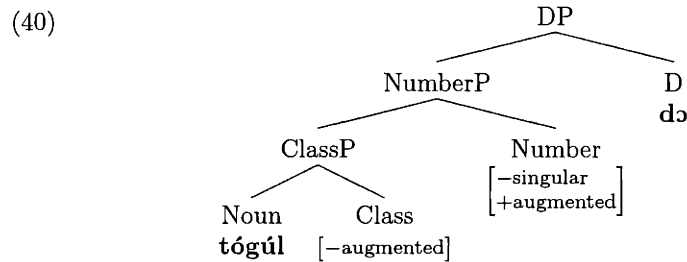 (40)
DP
NumberP D
dɔ
ClassP Number
[−singular
+augmented]
Noun Class
tógúl [−augmented]